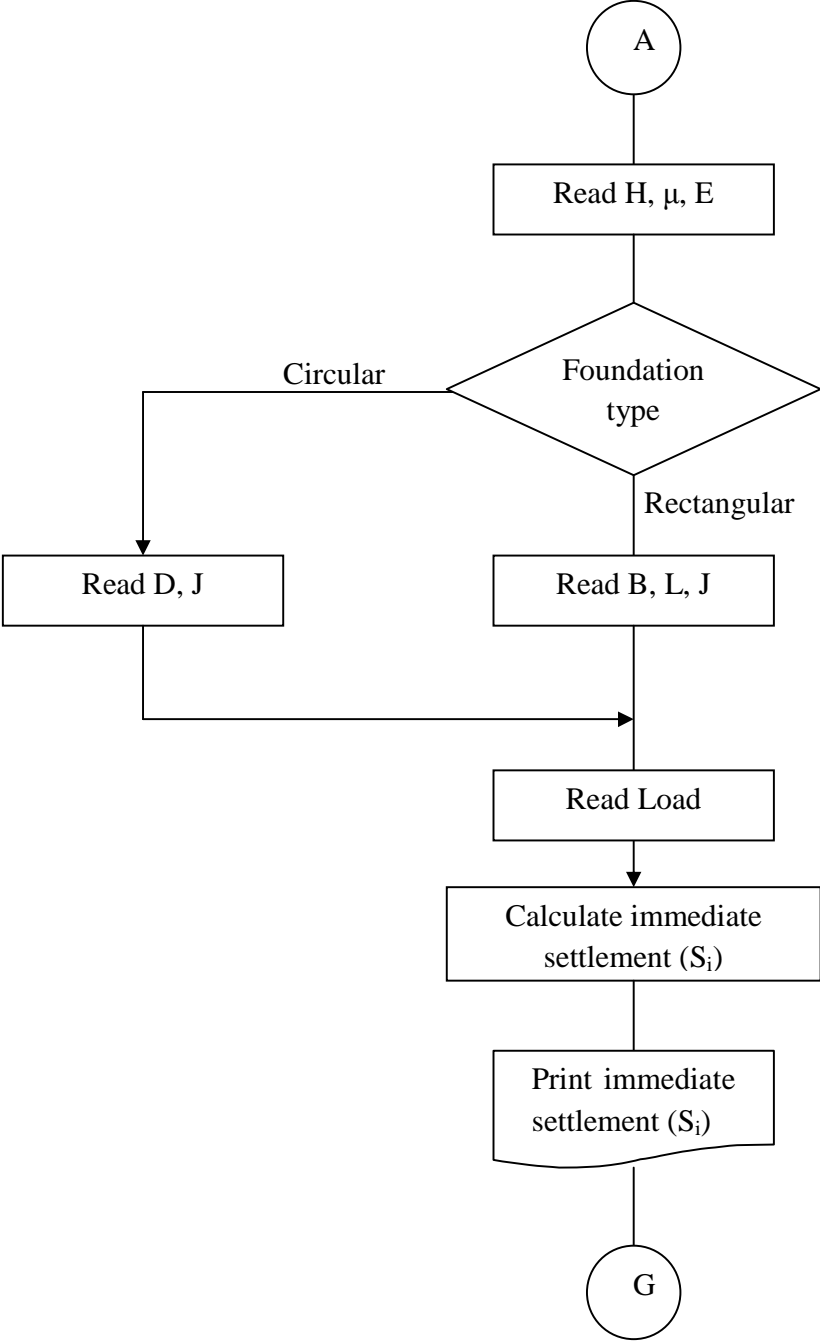 A
Read H, μ, E
Foundation
type
Circular
Rectangular
Read D, J
Read B, L, J
Read Load
Calculate immediate
settlement (Sᵢ)
Print immediate
settlement (Sᵢ)
G